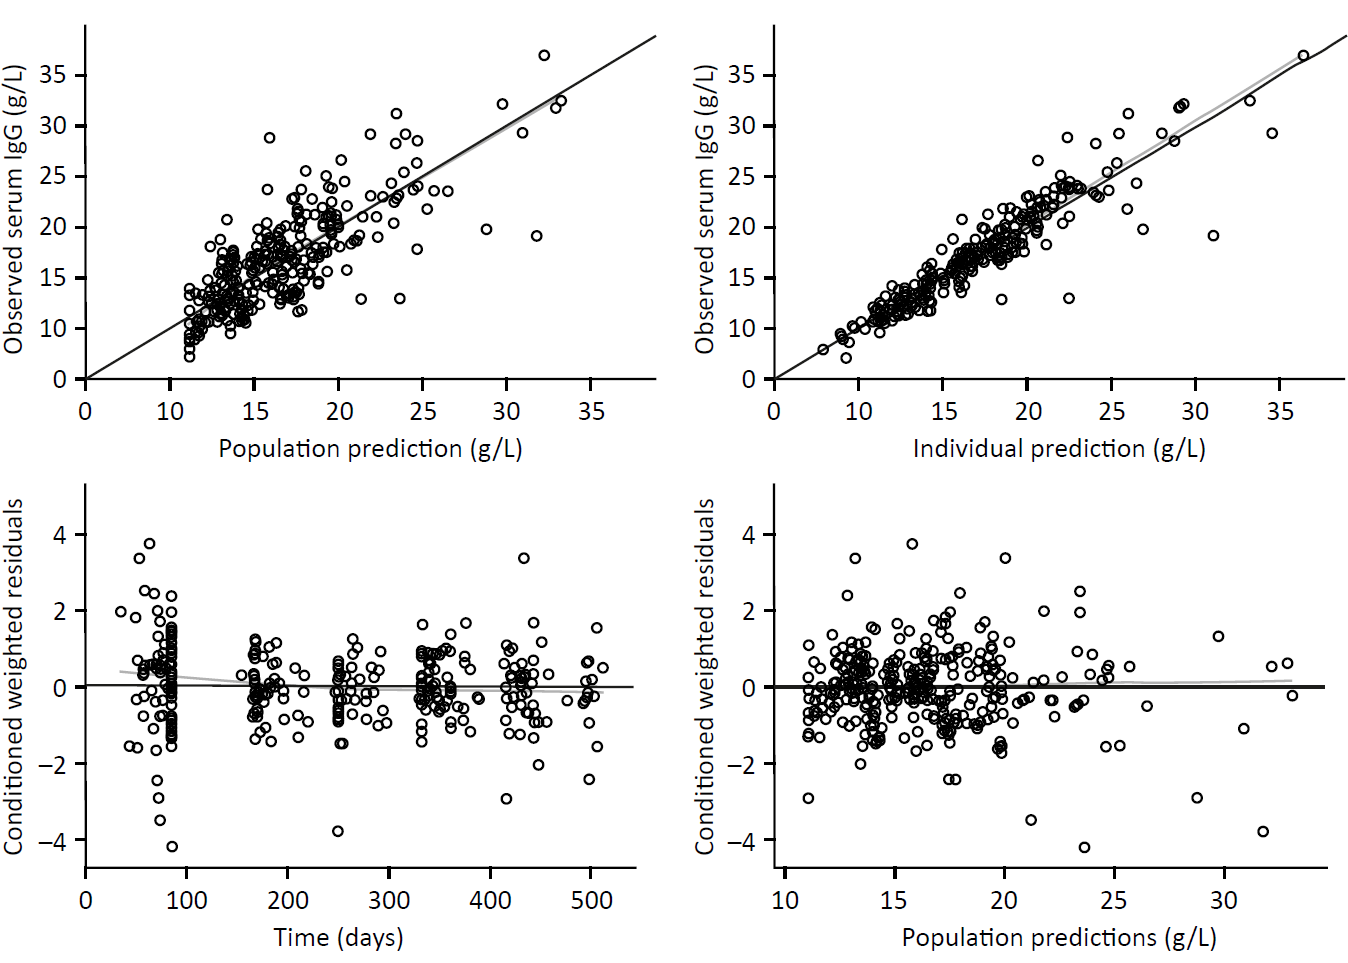 Observed serum IgG (g/L)
35
30
25
20
15
10
0
0 10 15 20 25 30 35
Population prediction (g/L)
Observed serum IgG (g/L)
35
30
25
20
15
10
0
0 10 15 20 25 30 35
Individual prediction (g/L)
Conditioned weighted residuals
4
2
0
−2
−4
0 100 200 300 400 500
Time (days)
Conditioned weighted residuals
4
2
0
−2
−4
10 15 20 25 30
Population predictions (g/L)